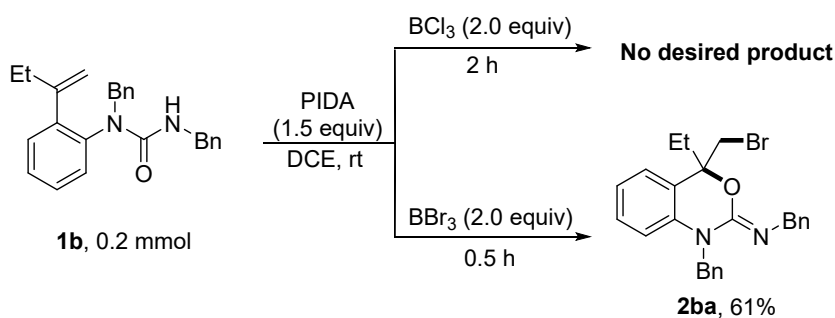 Et
Bn
N
H
N
Bn
O
1b, 0.2 mmol
PIDA
(1.5 equiv)
DCE, rt
BCl3 (2.0 equiv)
2 h
No desired product
BBr3 (2.0 equiv)
0.5 h
Et
Br
O
N
N
Bn
Bn
2ba, 61%